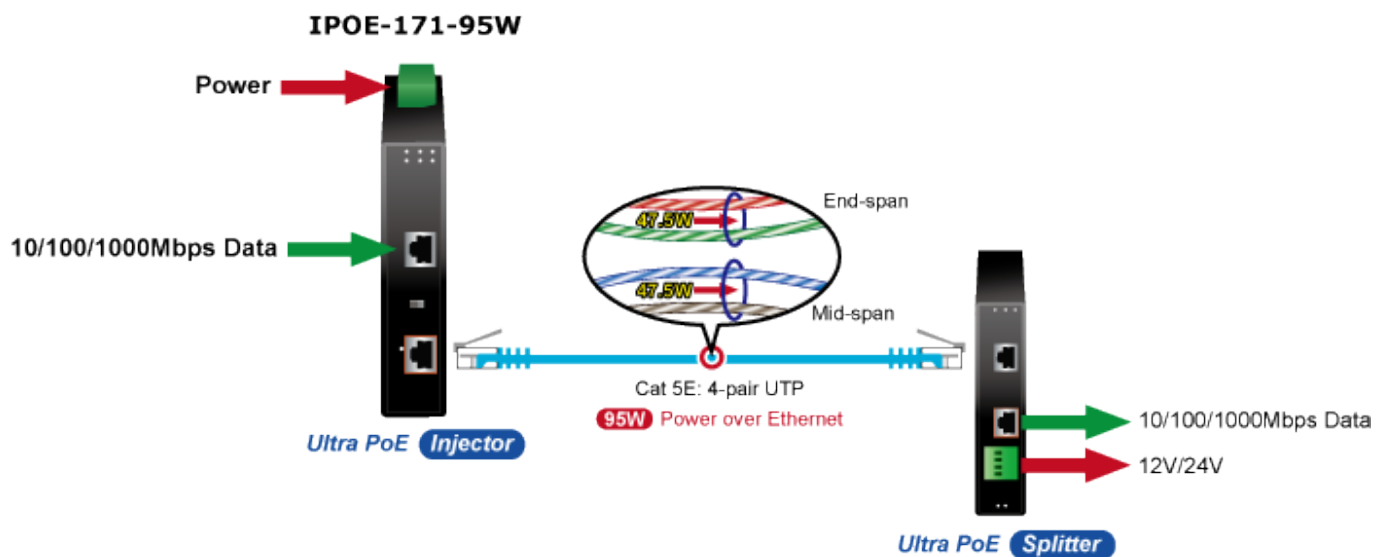 IPOE-171-95W
Power
10/100/1000Mbps Data
47.5W
End-span
47.5W
Mid-span
Cat 5E: 4-pair UTP
95W Power over Ethernet
Ultra PoE Injector
10/100/1000Mbps Data
12V/24V
Ultra PoE Splitter